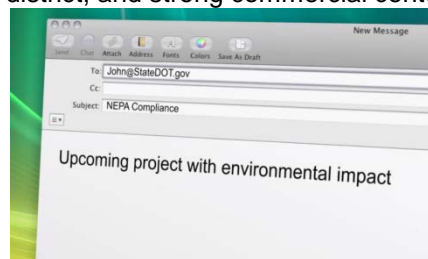 district, and strong commercial
New Message
Send Chat Attach Address Fonts Colors Save As Draft
To: John@StateDOT.gov
Cc:
Subject: NEPA Compliance
Upcoming project with environmental impact